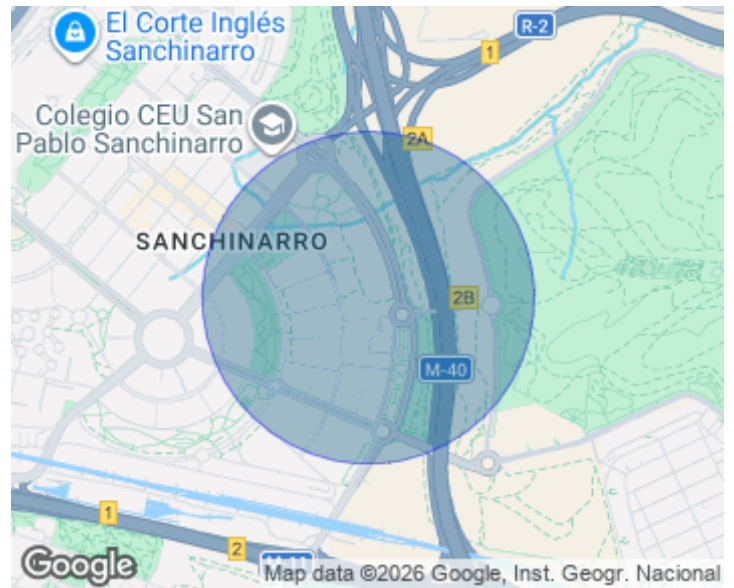 El Corte Inglés
Sanchinarro
R-2
1
Colegio CEU San
Pablo Sanchinarro
2A
SANCHINARRO
2B
M-40
1
2
M-11
Google
Map data ©2026 Google, Inst. Geogr. Nacional